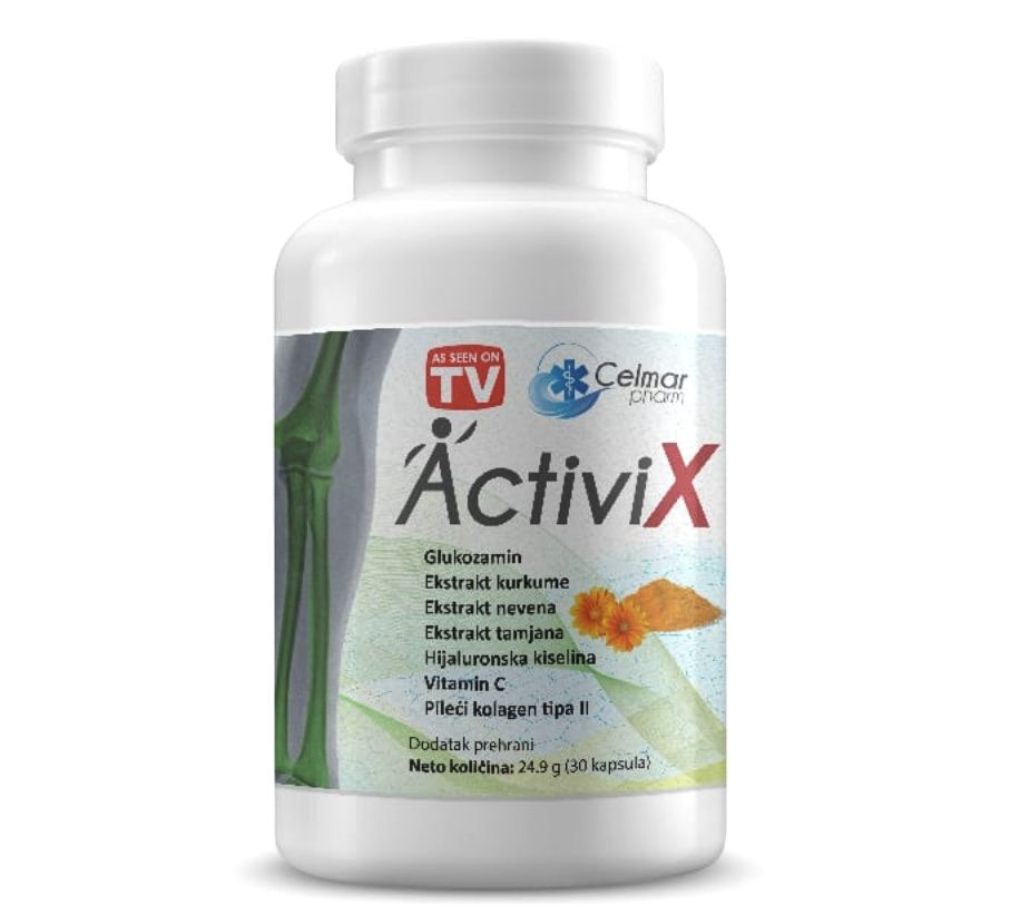 AS SEEN ON
TV
Celmar
pharm
ActiviX
Glukozamin
Ekstrakt kurkume
Ekstrakt nevena
Ekstrakt tamjana
Hijaluronska kiselina
Vitamin C
Pileći kolagen tipa II
Dodatak prehrani
Neto količina: 24.9 g (30 kapsula)